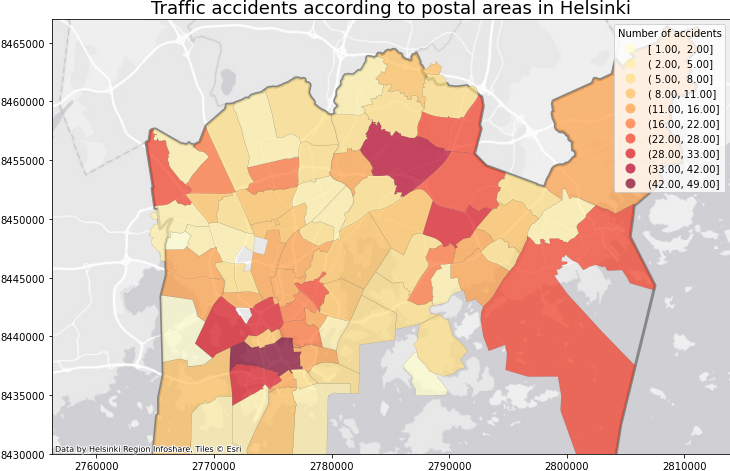 Traffic accidents according to postal areas in Helsinki
Number of accidents
[ 1.00, 2.00]
( 2.00, 5.00]
( 5.00, 8.00]
( 8.00, 11.00]
(11.00, 16.00]
(16.00, 22.00]
(22.00, 28.00]
(28.00, 33.00]
(33.00, 42.00]
(42.00, 49.00]
8465000
8460000
8455000
8450000
8445000
8440000
8435000
8430000
Data by Helsinki Region Infoshare, Tiles © Esri
2760000 2770000 2780000 2790000 2800000 2810000